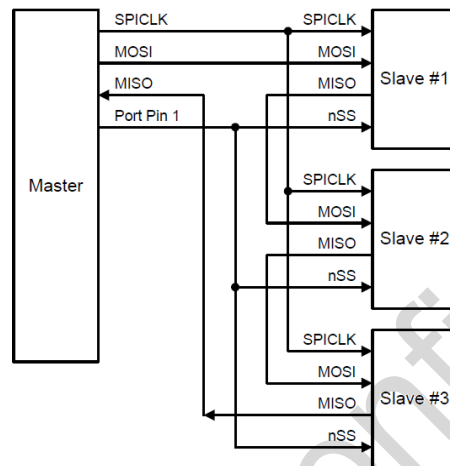 SPICLK
MOSI
MISO
Port Pin 1
Master
SPICLK
MOSI
MISO
nSS
Slave #1
SPICLK
MOSI
MISO
nSS
Slave #2
SPICLK
MOSI
MISO
nSS
Slave #3